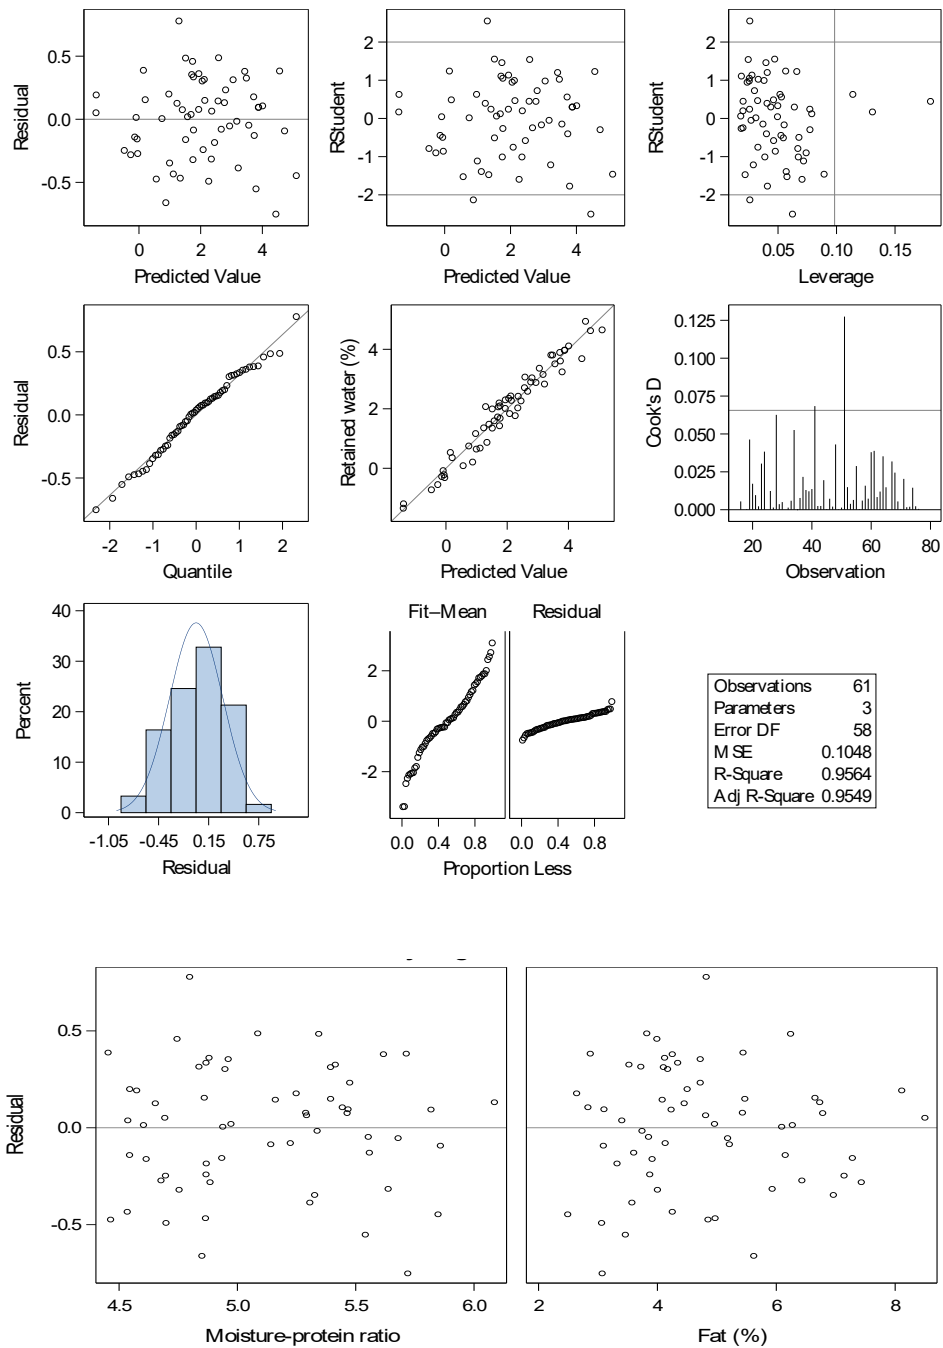 Residual
0.5
0.0
-0.5
0 2 4
Predicted Value
RStudent
2
1
0
-1
-2
0 2 4
Predicted Value
RStudent
2
1
0
-1
-2
0.05 0.10 0.15
Leverage
Residual
0.5
0.0
-0.5
-2 -1 0 1 2
Quantile
Retained water (%)
4
2
0
0 2 4
Predicted Value
Cook's D
0.125
0.100
0.075
0.050
0.025
0.000
20 40 60 80
Observation
Percent
40
30
20
10
0
-1.05 -0.45 0.15 0.75
Residual
Fit–Mean Residual
2
0
-2
0.0 0.4 0.8 0.0 0.4 0.8
Proportion Less
Observations 61
Parameters 3
Error DF 58
MSE 0.1048
R-Square 0.9564
Adj R-Square 0.9549
Residual
0.5
0.0
-0.5
4.5 5.0 5.5 6.0
Moisture-protein ratio
2 4 6 8
Fat (%)